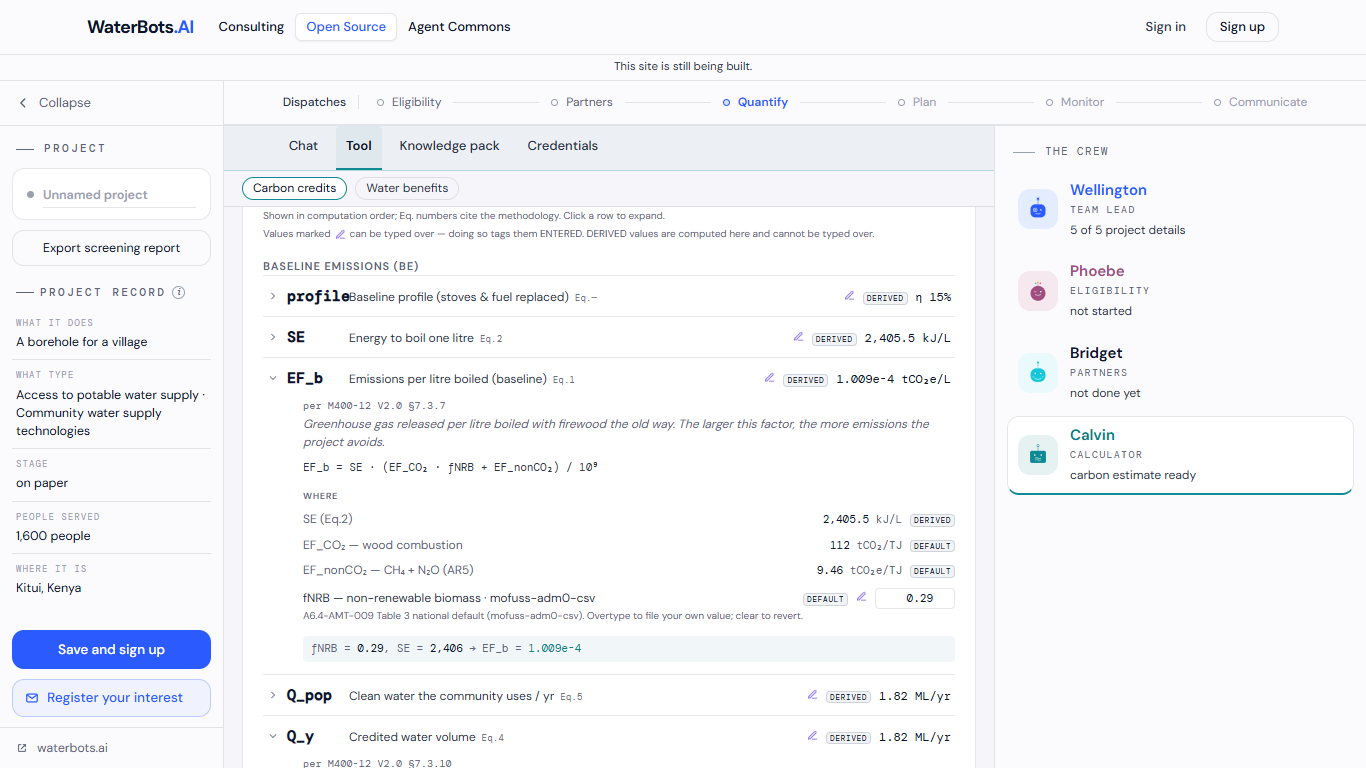 WaterBots.AI Consulting Open Source Agent Commons Sign in Sign up
This site is still being built.
Collapse
Dispatches Eligibility Partners Quantify Plan Monitor Communicate
PROJECT
Unnamed project
Export screening report
PROJECT RECORD i
WHAT IT DOES
A borehole for a village
WHAT TYPE
Access to potable water supply ·
Community water supply
technologies
STAGE
on paper
PEOPLE SERVED
1,600 people
WHERE IT IS
Kitui, Kenya
Save and sign up
Register your interest
waterbots.ai
Chat Tool Knowledge pack Credentials
Carbon credits Water benefits
Shown in computation order; Eq. numbers cite the methodology. Click a row to expand.
Values marked can be typed over — doing so tags them ENTERED. DERIVED values are computed here and cannot be typed over.
BASELINE EMISSIONS (BE)
profile Baseline profile (stoves & fuel replaced) Eq.— DERIVED η 15%
SE Energy to boil one litre Eq.2 DERIVED 2,405.5 kJ/L
EF_b Emissions per litre boiled (baseline) Eq.1 DERIVED 1.009e-4 tCO₂e/L
per M400-12 V2.0 §7.3.7
Greenhouse gas released per litre boiled with firewood the old way. The larger this factor, the more emissions the
project avoids.
EF_b = SE · (EF_CO₂ · ƒNRB + EF_nonCO₂) / 10⁹
WHERE
SE (Eq.2) 2,405.5 kJ/L DERIVED
EF_CO₂ — wood combustion 112 tCO₂/TJ DEFAULT
EF_nonCO₂ — CH₄ + N₂O (AR5) 9.46 tCO₂e/TJ DEFAULT
fNRB — non-renewable biomass · mofuss-adm0-csv DEFAULT 0.29
A6.4-AMT-009 Table 3 national default (mofuss-adm0-csv). Overtype to file your own value; clear to revert.
ƒNRB = 0.29, SE = 2,406 → EF_b = 1.009e-4
Q_pop Clean water the community uses / yr Eq.5 DERIVED 1.82 ML/yr
Q_y Credited water volume Eq.4 DERIVED 1.82 ML/yr
per M400-12 V2.0 §7.3.10
THE CREW
Wellington
TEAM LEAD
5 of 5 project details
Phoebe
ELIGIBILITY
not started
Bridget
PARTNERS
not done yet
Calvin
CALCULATOR
carbon estimate ready